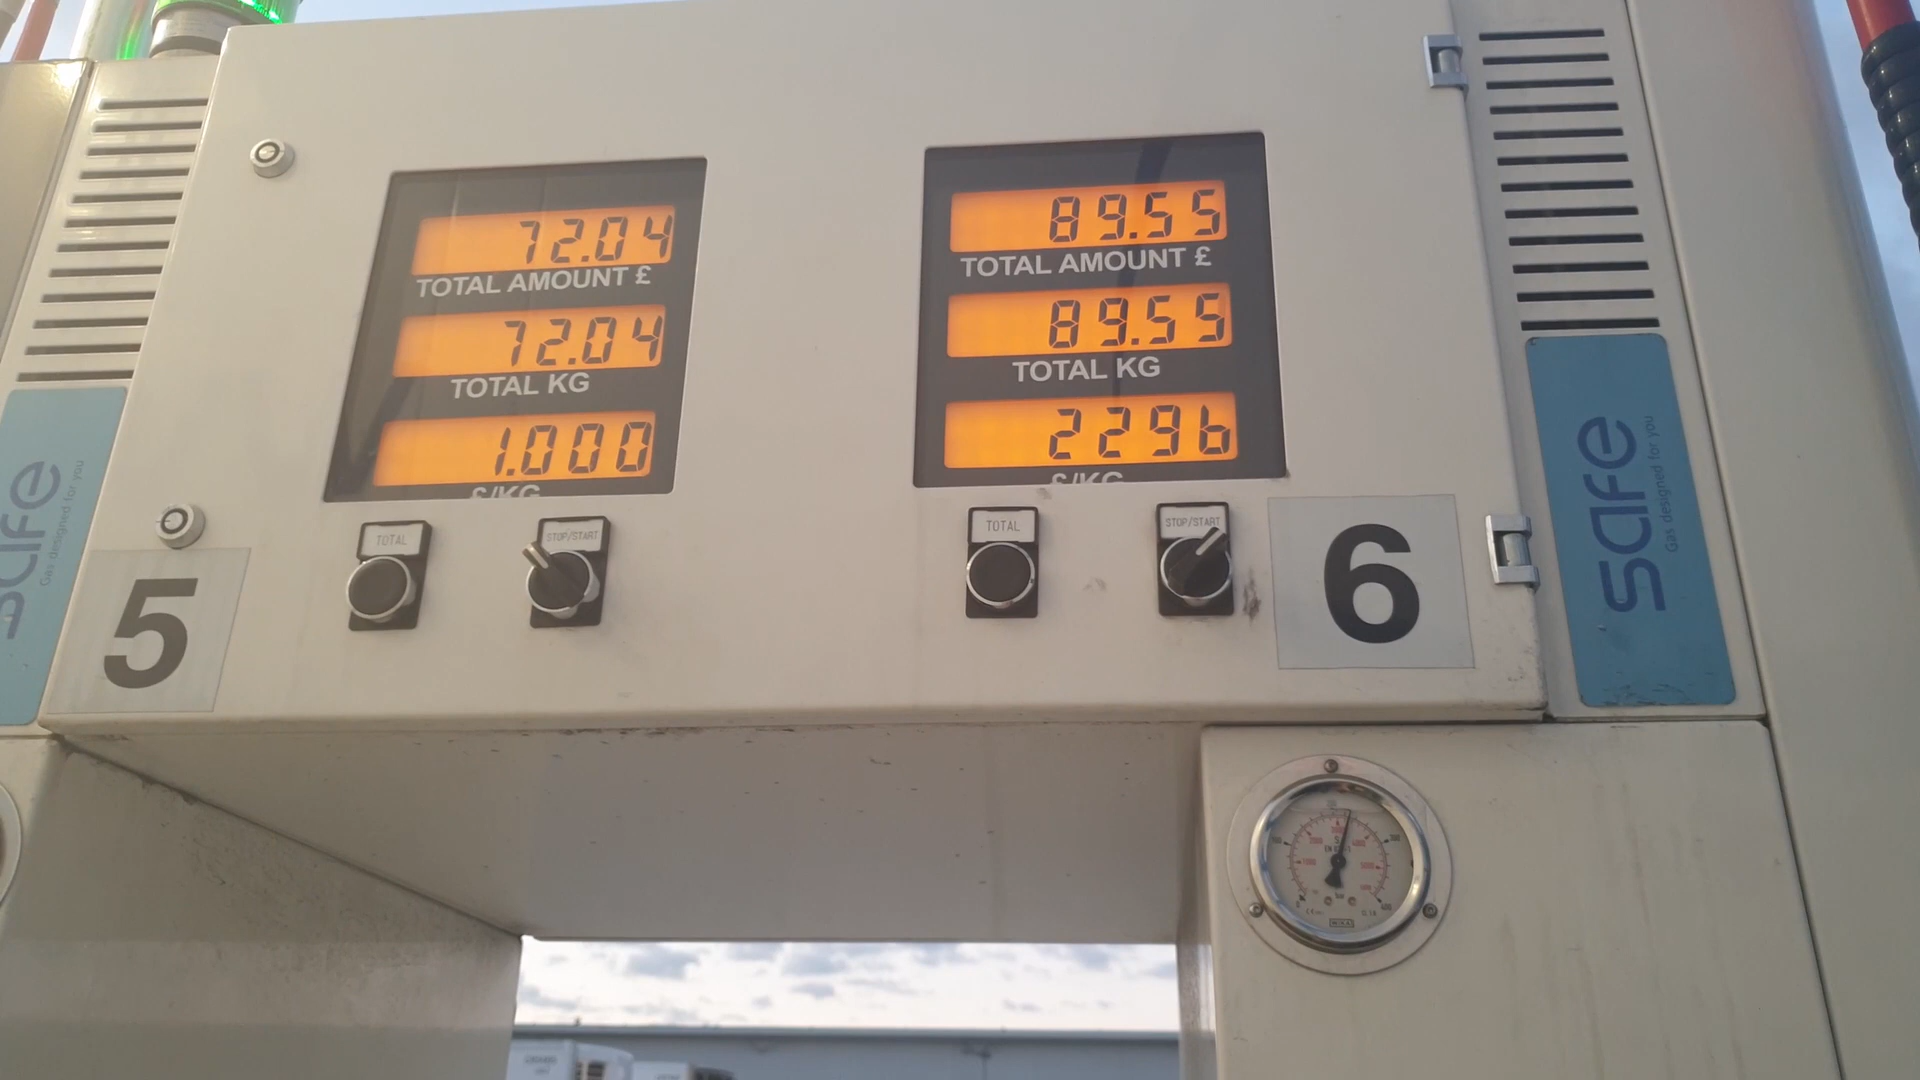 72.04
TOTAL AMOUNT £
72.04
TOTAL KG
1.000
£/KG
TOTAL
STOP/START
5
89.55
TOTAL AMOUNT £
89.55
TOTAL KG
2296
£/KG
TOTAL
STOP/START
6
safe
Gas designed for you
safe
Gas designed for you
WIKA